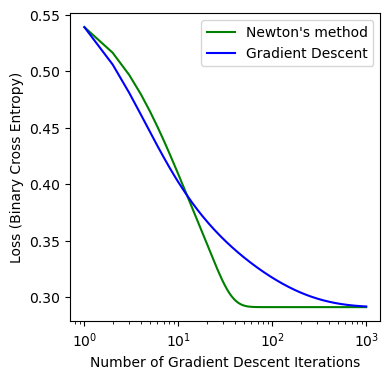 Newton's method
Gradient Descent
Loss (Binary Cross Entropy)
0.55
0.50
0.45
0.40
0.35
0.30
10⁰ 10¹ 10² 10³
Number of Gradient Descent Iterations